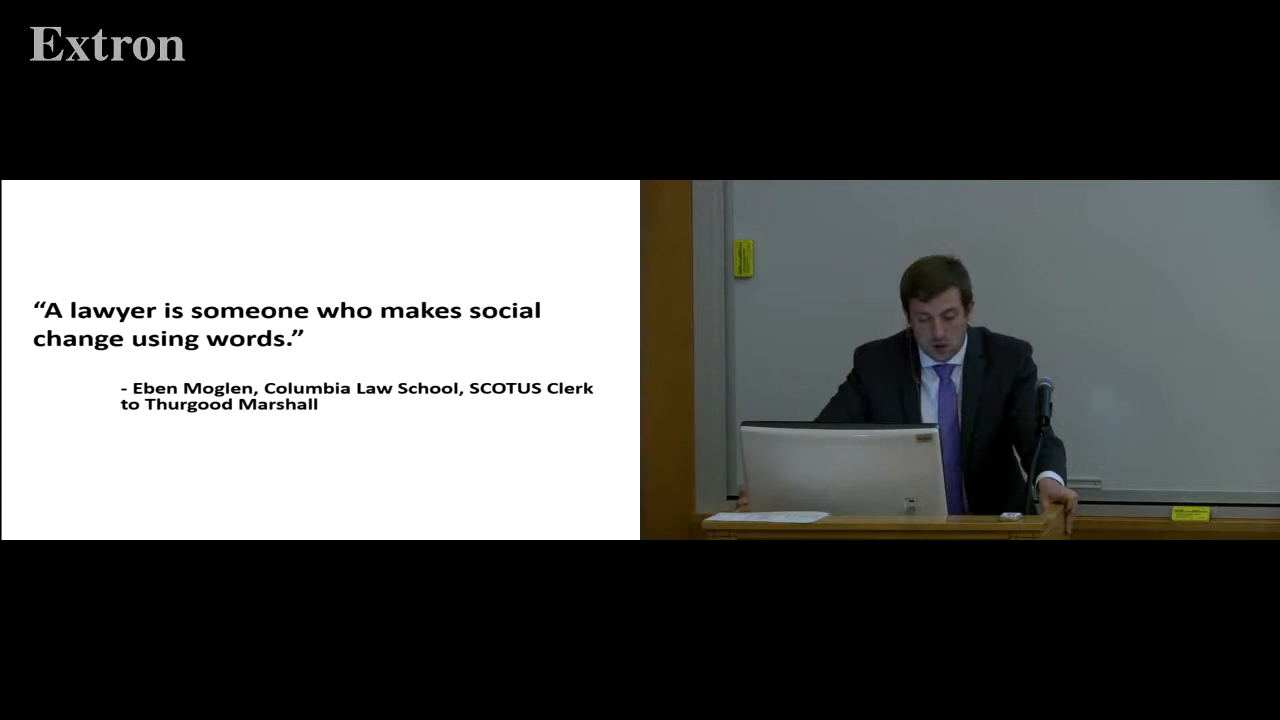 Extron
“A lawyer is someone who makes social
change using words.”
- Eben Moglen, Columbia Law School, SCOTUS Clerk
to Thurgood Marshall